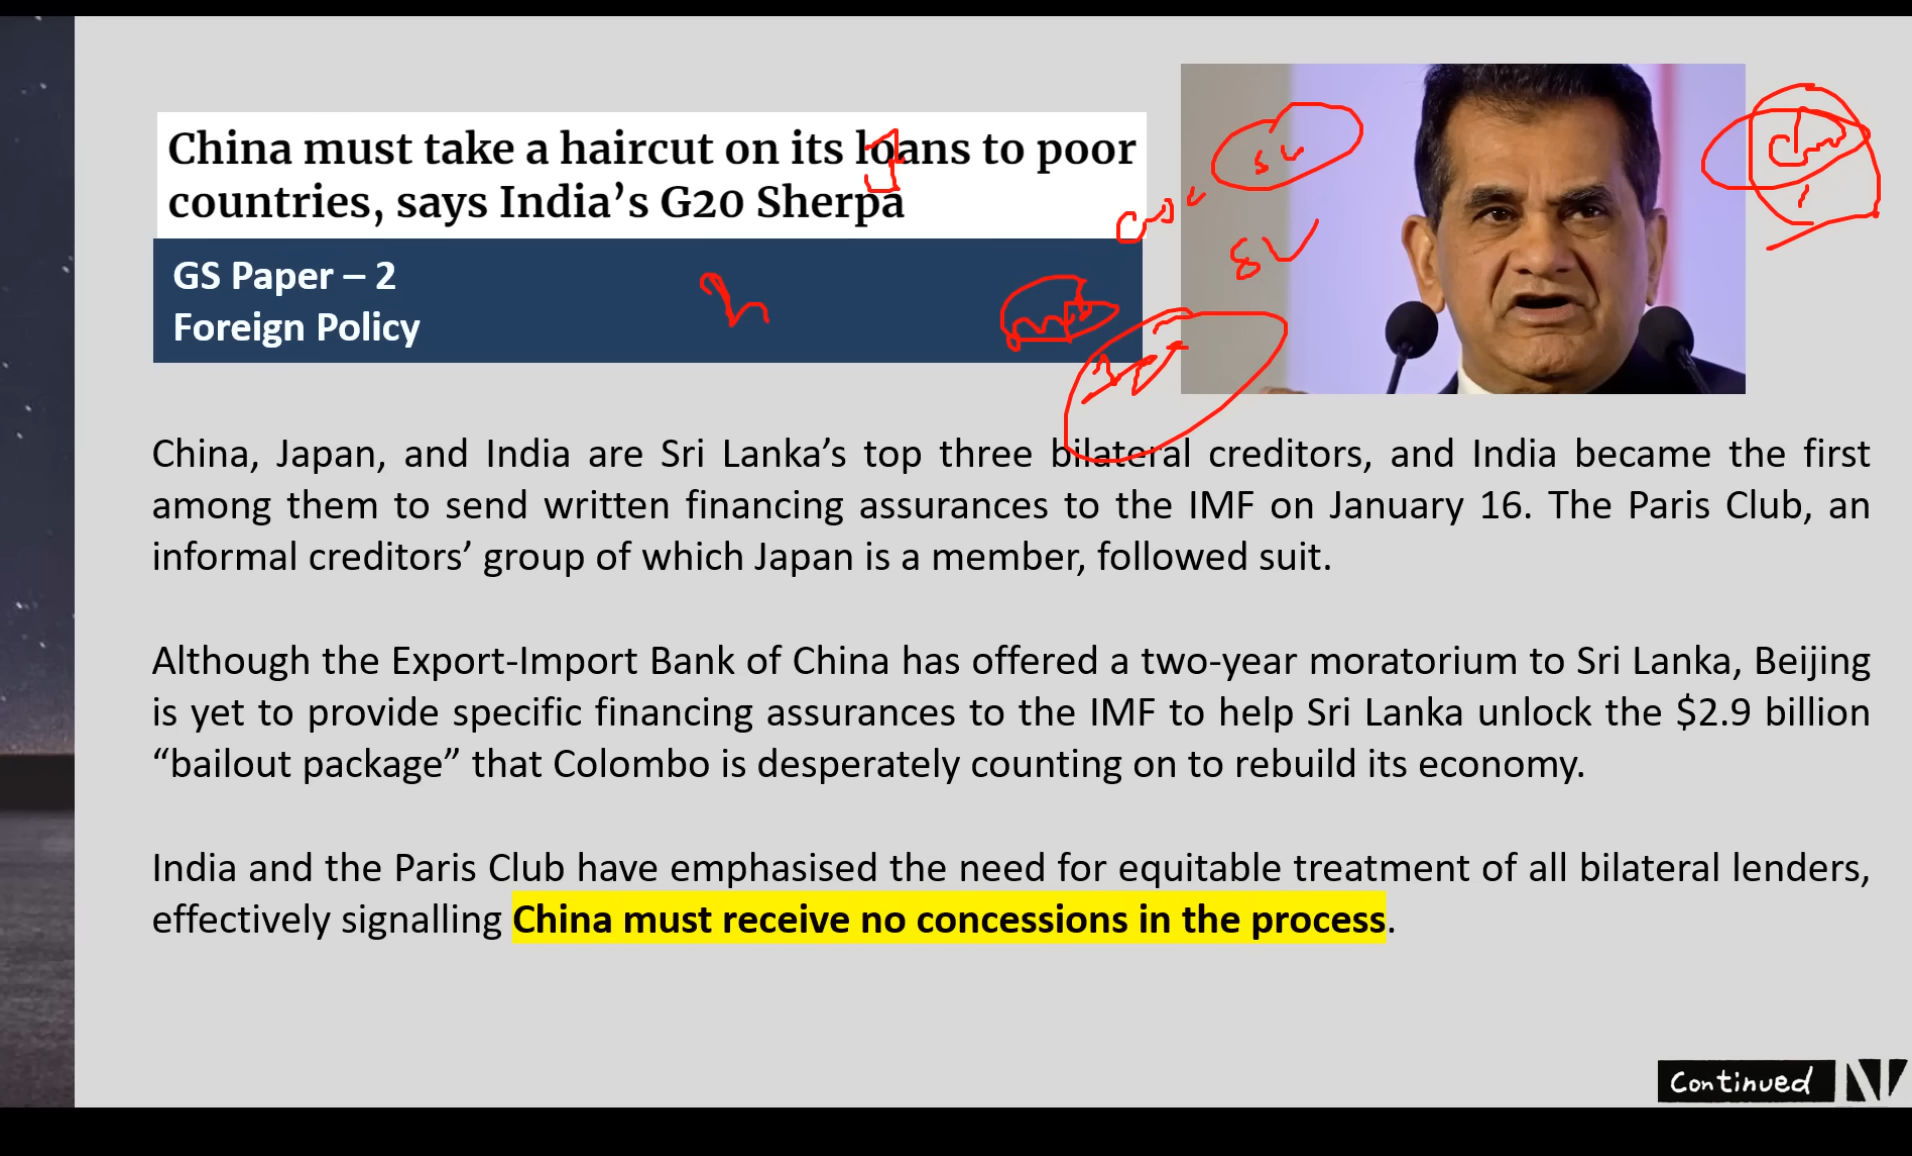 China must take a haircut on its loans to poor
countries, says India’s G20 Sherpa
GS Paper – 2
Foreign Policy
China, Japan, and India are Sri Lanka’s top three bilateral creditors, and India became the first
among them to send written financing assurances to the IMF on January 16. The Paris Club, an
informal creditors’ group of which Japan is a member, followed suit.
Although the Export-Import Bank of China has offered a two-year moratorium to Sri Lanka, Beijing
is yet to provide specific financing assurances to the IMF to help Sri Lanka unlock the $2.9 billion
“bailout package” that Colombo is desperately counting on to rebuild its economy.
India and the Paris Club have emphasised the need for equitable treatment of all bilateral lenders,
effectively signalling China must receive no concessions in the process.
Continued